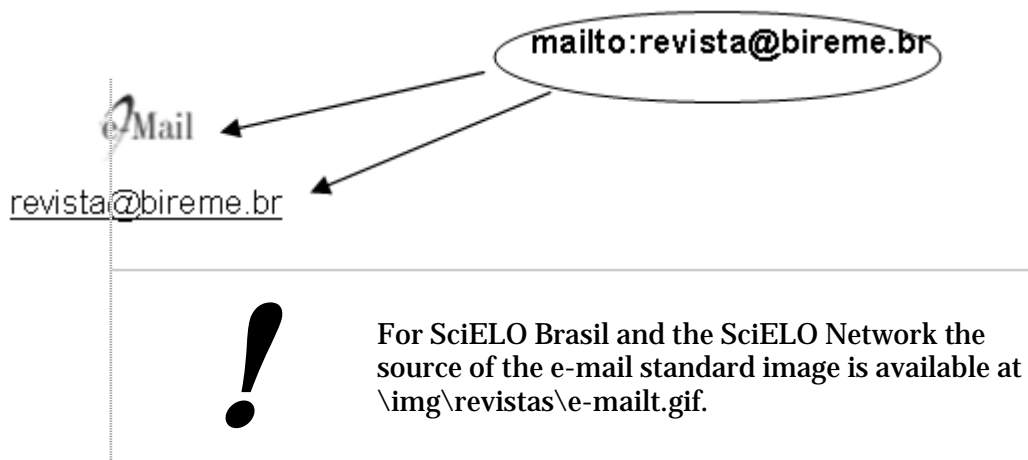 mailto:revista@bireme.br
e-Mail
revista@bireme.br
!
For SciELO Brasil and the SciELO Network the
source of the e-mail standard image is available at
\img\revistas\e-mailt.gif.